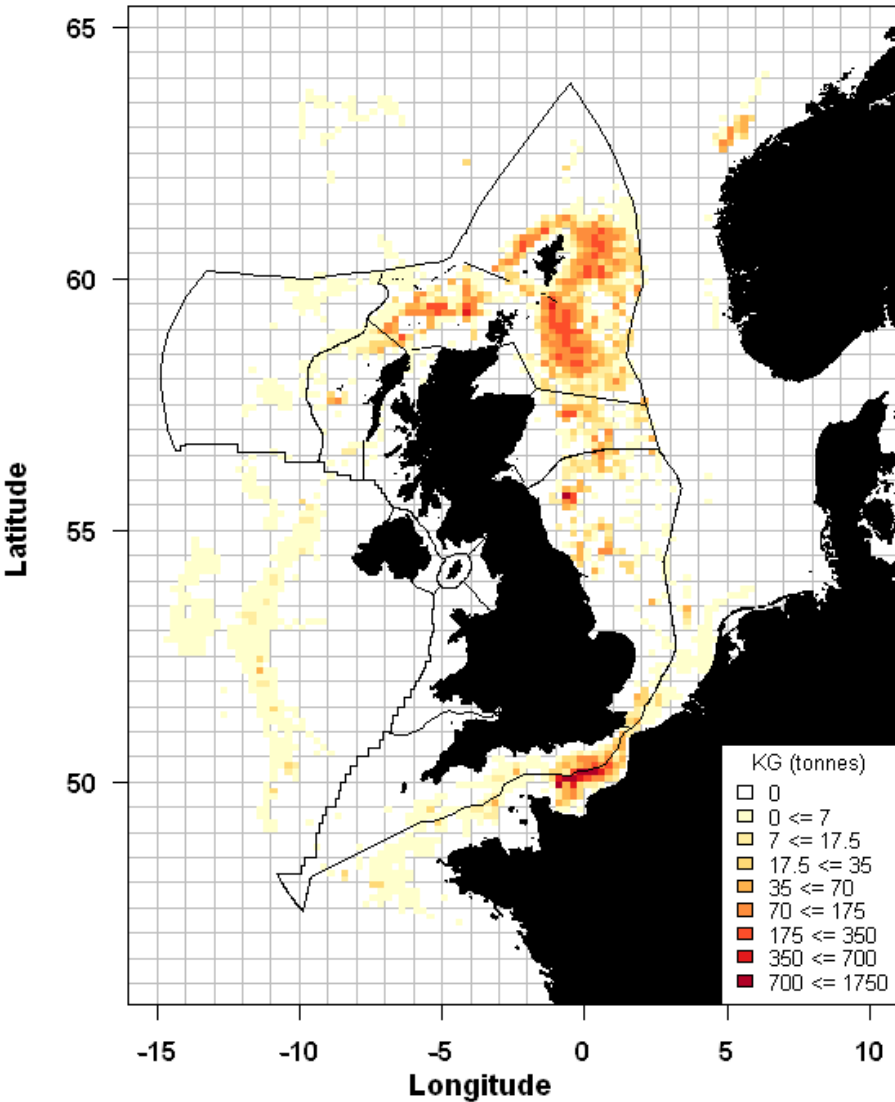 65
60
55
50
Latitude
KG (tonnes)
0
0 <= 7
7 <= 17.5
17.5 <= 35
35 <= 70
70 <= 175
175 <= 350
350 <= 700
700 <= 1750
-15 -10 -5 0 5 10
Longitude